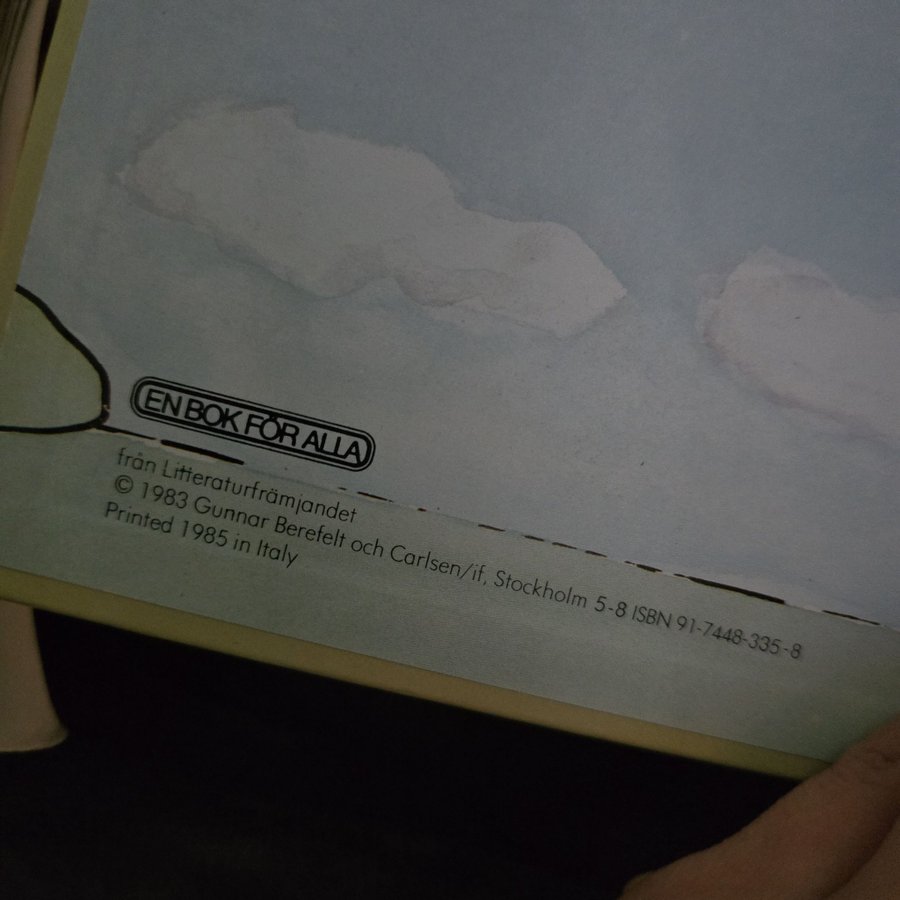 EN BOK FÖR ALLA
från Litteraturfrämjandet
© 1983 Gunnar Berefelt och Carlsen/if, Stockholm 5-8 ISBN 91-7448-335-8
Printed 1985 in Italy